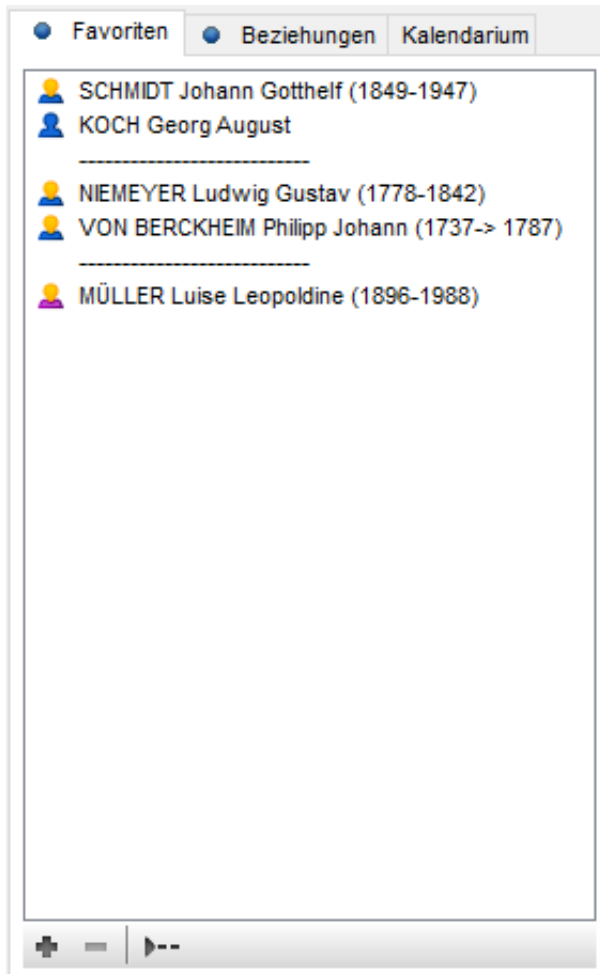 Favoriten Beziehungen Kalendarium
SCHMIDT Johann Gotthelf (1849-1947)
KOCH Georg August
---------------------------
NIEMEYER Ludwig Gustav (1778-1842)
VON BERCKHEIM Philipp Johann (1737-> 1787)
---------------------------
MÜLLER Luise Leopoldine (1896-1988)